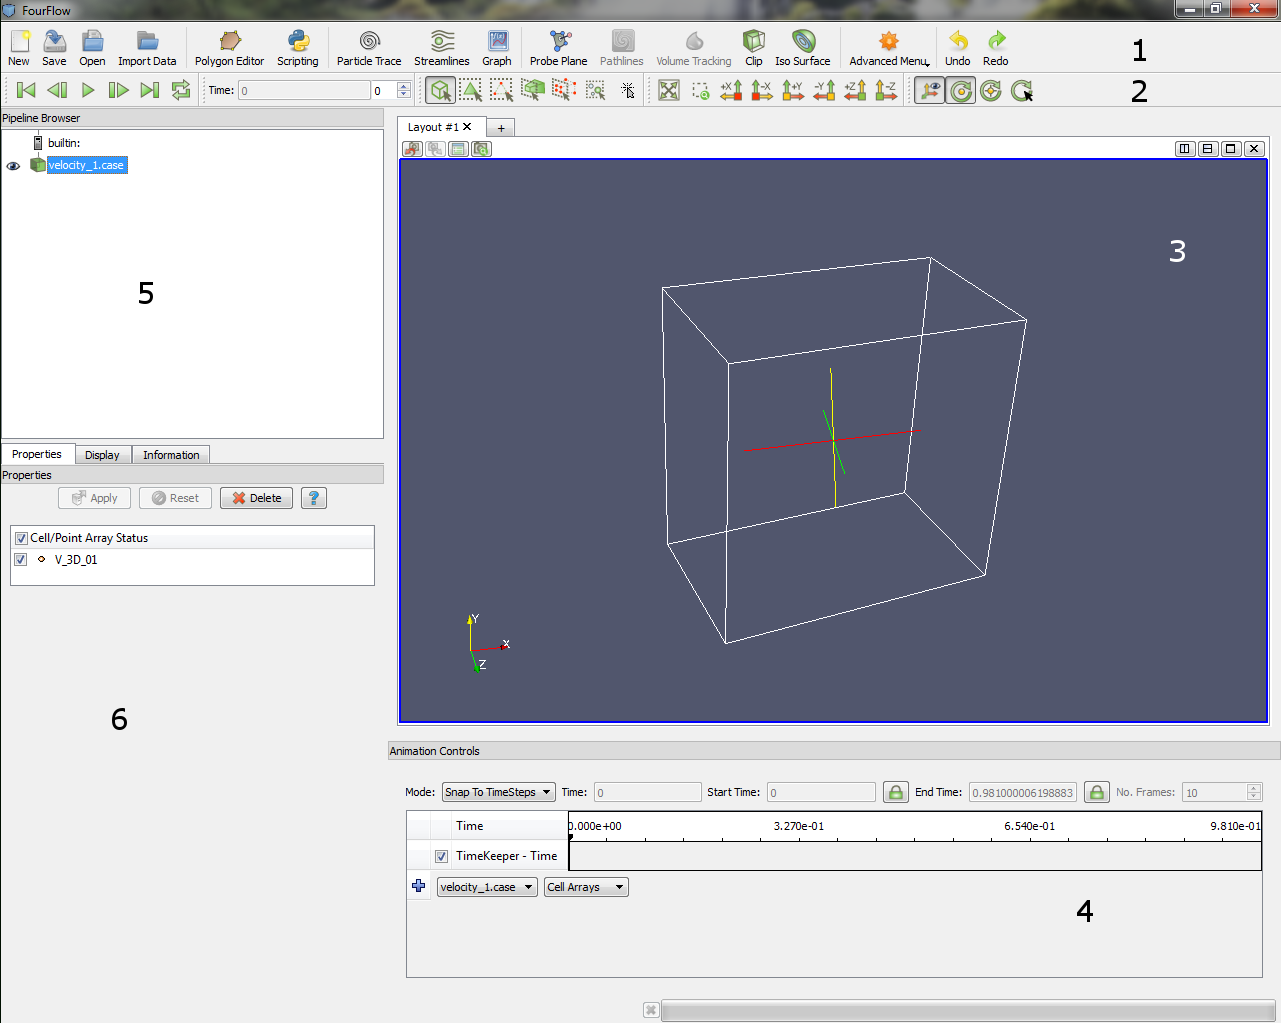 FourFlow
New Save Open Import Data Polygon Editor Scripting Particle Trace Streamlines Graph Probe Plane Pathlines Volume Tracking Clip Iso Surface Advanced Menu Undo Redo 1
Time: 0 0 +X -X +Y -Y +Z -Z 2
Pipeline Browser
builtin:
velocity_1.case
5
Layout #1 +
3
Y
X
Z
Properties Display Information
Properties
Apply Reset Delete ?
Cell/Point Array Status
V_3D_01
6
Animation Controls
Mode: Snap To TimeSteps Time: 0 Start Time: 0 End Time: 0.981000006198883 No. Frames: 10
Time 0.000e+00 3.270e-01 6.540e-01 9.810e-01
TimeKeeper - Time
velocity_1.case Cell Arrays
4